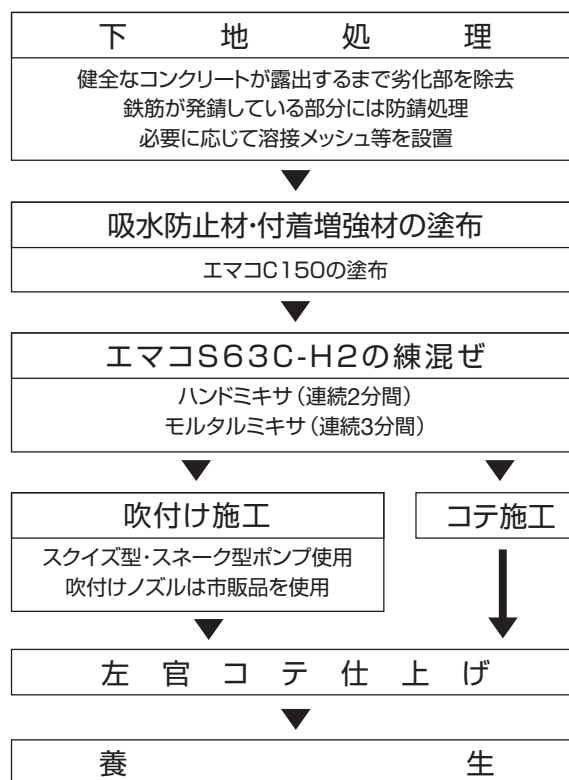 下地処理
健全なコンクリートが露出するまで劣化部を除去
鉄筋が発錆している部分には防錆処理
必要に応じて溶接メッシュ等を設置
吸水防止材･付着増強材の塗布
エマコC150の塗布
エマコS63C-H2の練混ぜ
ハンドミキサ（連続2分間）
モルタルミキサ（連続3分間）
吹付け施工
スクイズ型･スネーク型ポンプ使用
吹付けノズルは市販品を使用
コテ施工
左官コテ仕上げ
養生